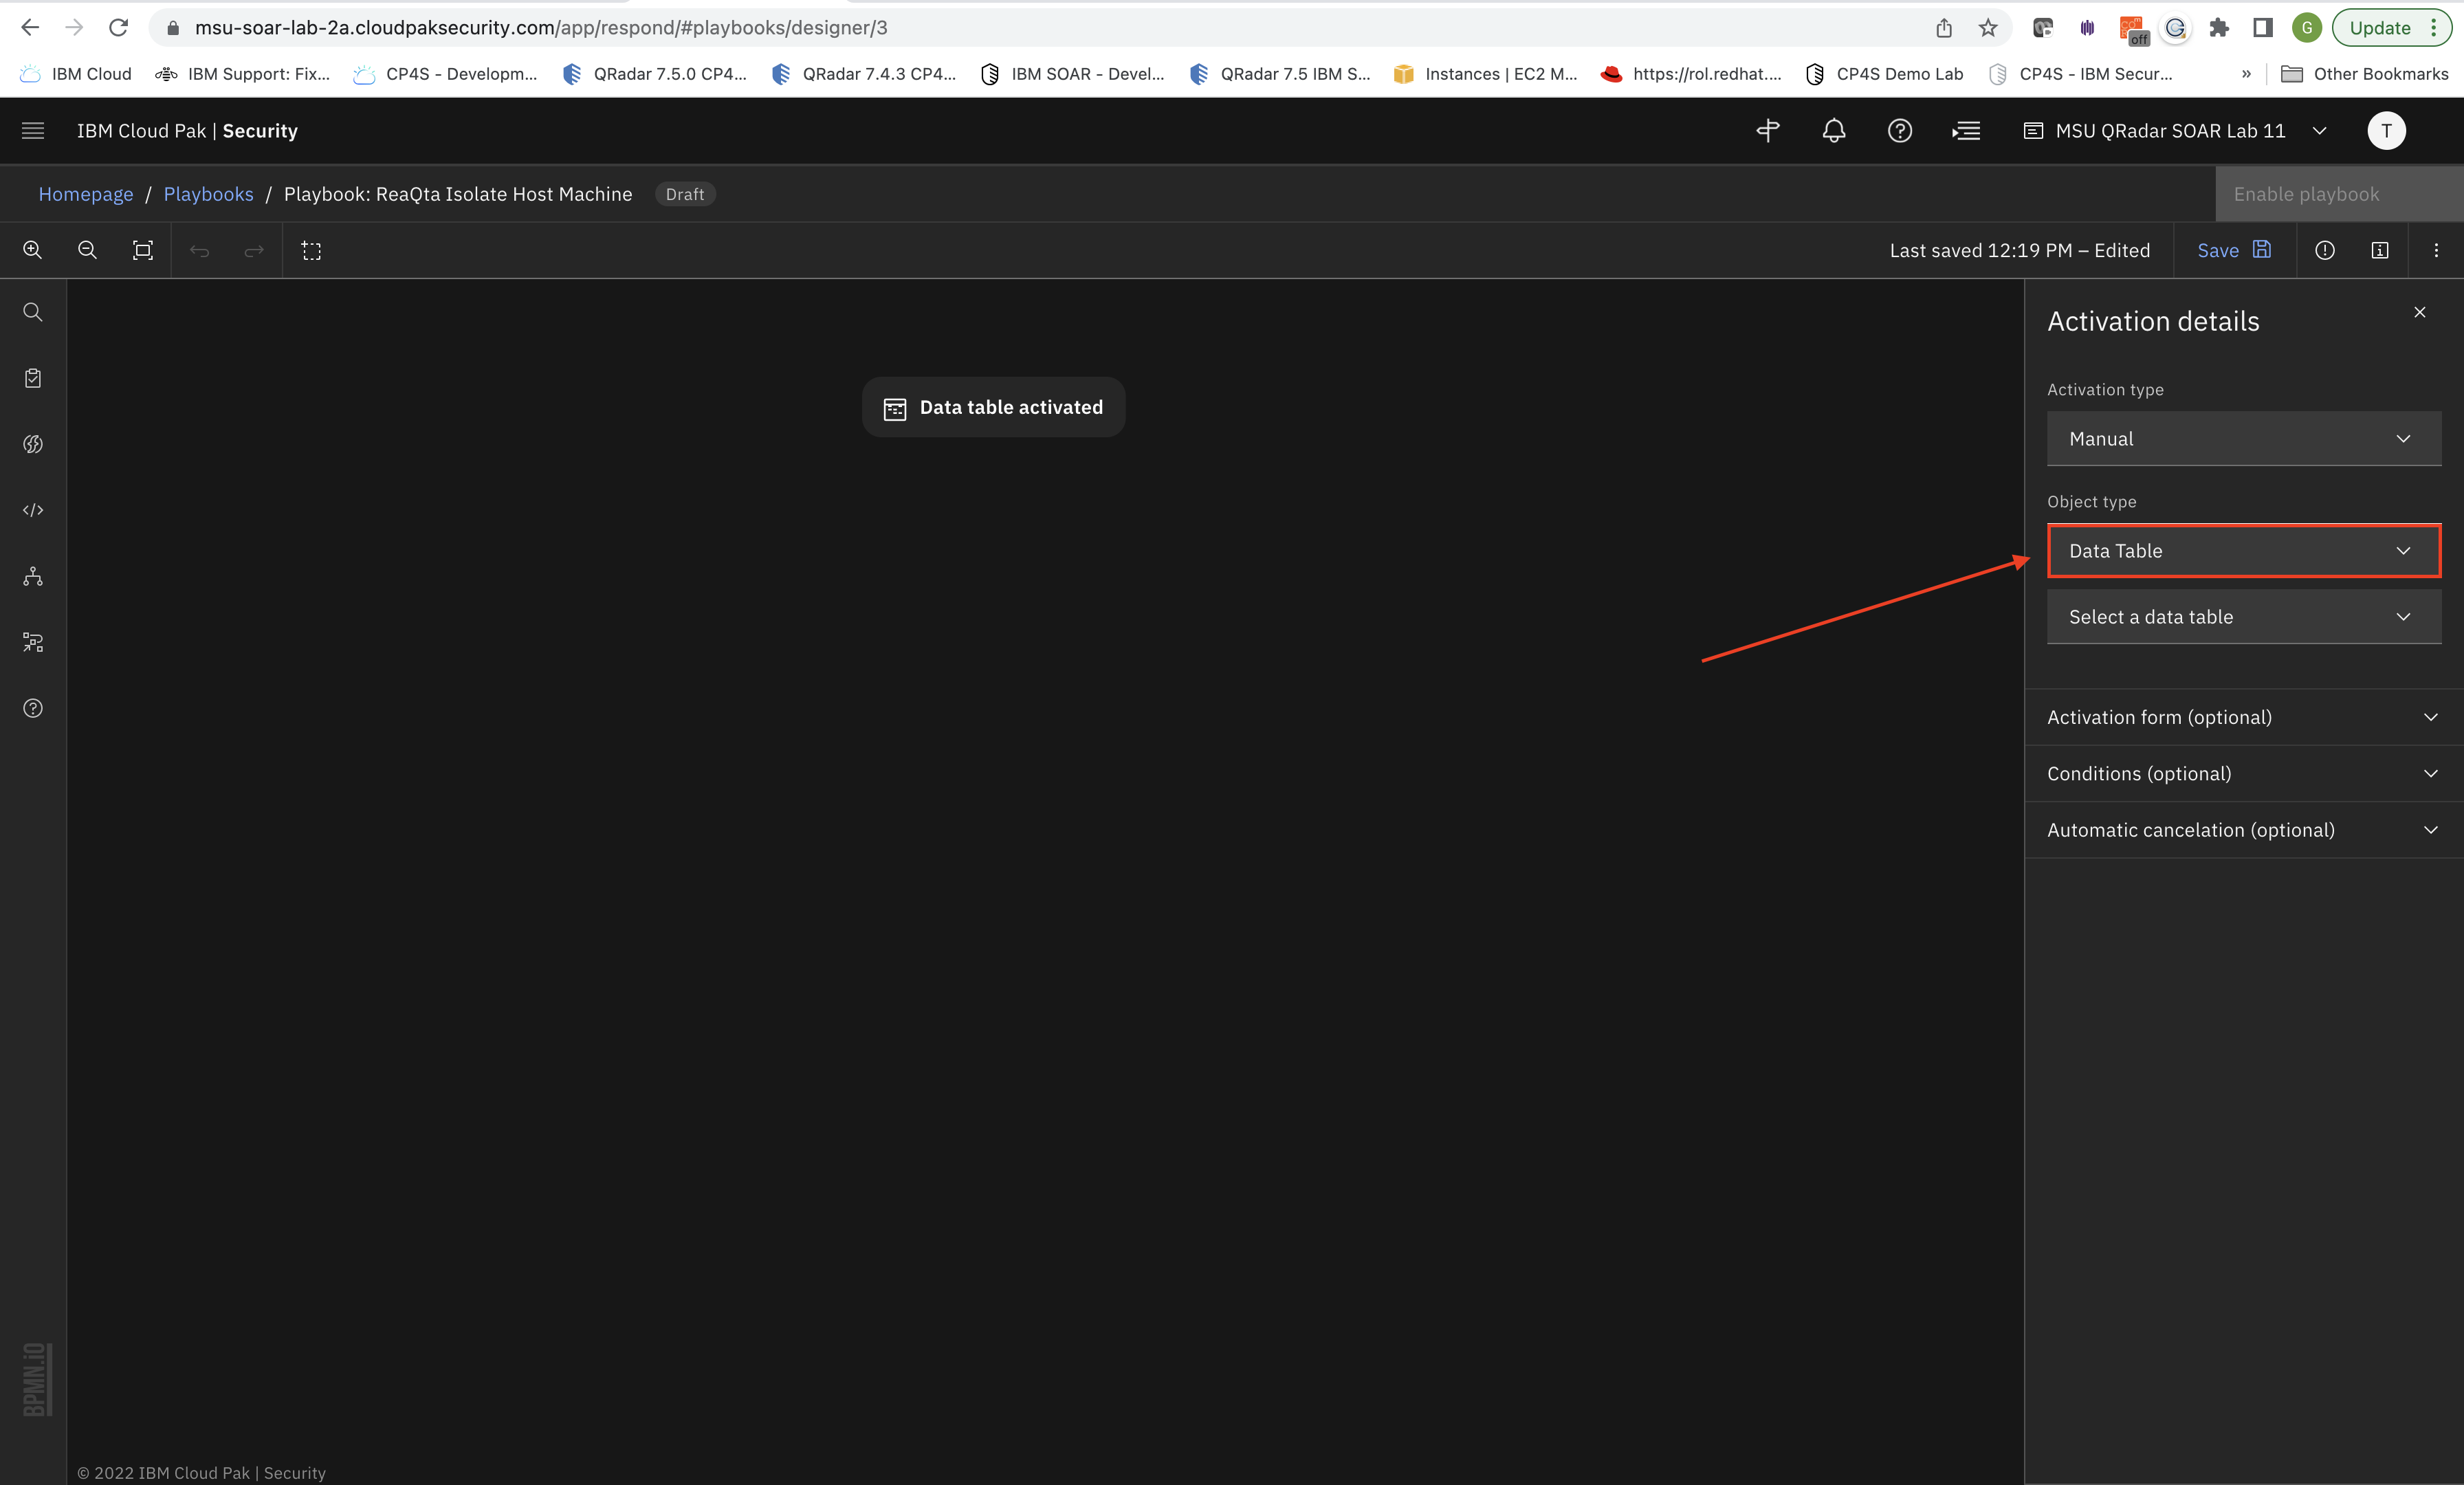 msu-soar-lab-2a.cloudpaksecurity.com/app/respond/#playbooks/designer/3
off
G
Update
IBM Cloud
IBM Support: Fix...
CP4S - Developm...
QRadar 7.5.0 CP4...
QRadar 7.4.3 CP4...
IBM SOAR - Devel...
QRadar 7.5 IBM S...
Instances | EC2 M...
https://rol.redhat....
CP4S Demo Lab
CP4S - IBM Secur...
»
Other Bookmarks
IBM Cloud Pak | Security
MSU QRadar SOAR Lab 11
T
Homepage / Playbooks / Playbook: ReaQta Isolate Host Machine
Draft
Enable playbook
Last saved 12:19 PM – Edited
Save
Activation details
Data table activated
Activation type
Manual
Object type
Data Table
Select a data table
Activation form (optional)
Conditions (optional)
Automatic cancelation (optional)
BPMN.iO
© 2022 IBM Cloud Pak | Security